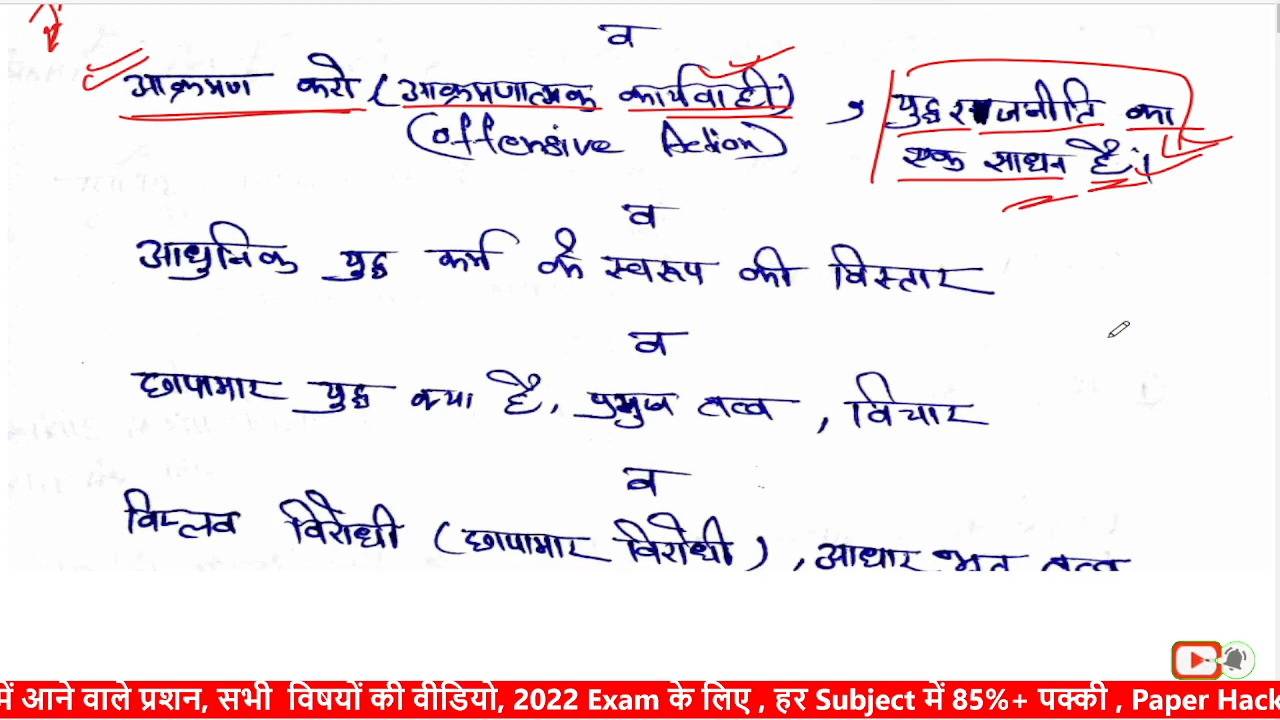 व
आक्रमण करो (आक्रमणात्मक कार्यवाही), युद्ध राजनीति का
(offensive Action) एक साधन है।
व
आधुनिक युद्ध कर्म के स्वरूप की विस्तार
व
छापामार युद्ध क्या है, प्रमुख तत्व, विचार
व
विप्लव विरोधी (छापामार विरोधी), आधार भूत तत्व
में आने वाले प्रशन, सभी विषयों की वीडियो, 2022 Exam के लिए , हर Subject में 85%+ पक्की , Paper Hack